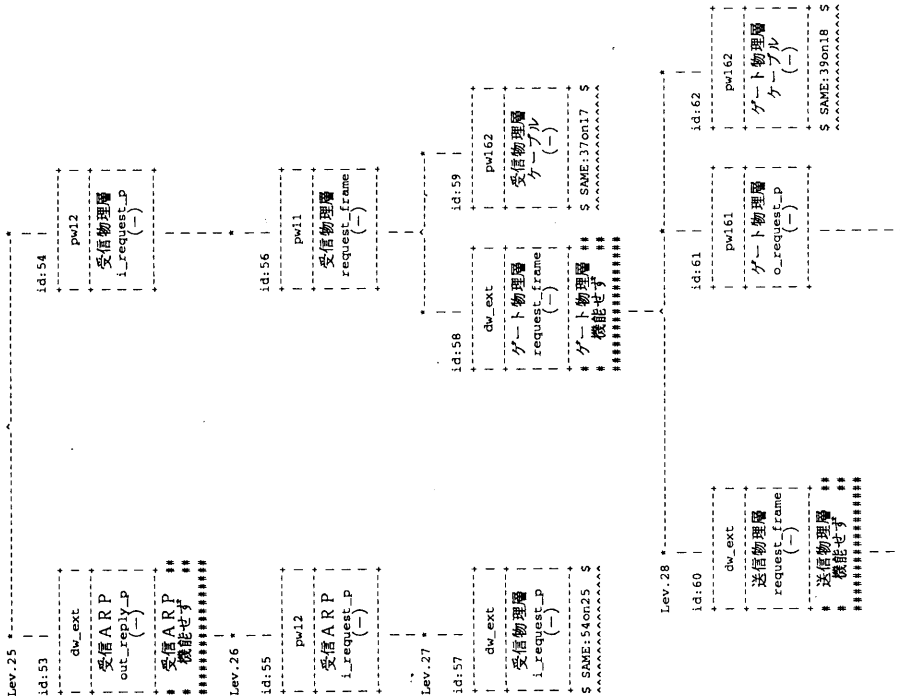 Lev.25
id:53
dw_ext
受信ARP
out_reply_p
(-)
# 受信ARP ##
# 機能せず ##
####################
id:54
pw12
受信物理層
i_request_p
(-)
Lev.26
id:55
pw12
受信ARP
i_request_p
(-)
id:56
pw11
受信物理層
request_frame
(-)
Lev.27
id:57
dw_ext
受信物理層
i_request_p
(-)
$ SAME:54on25 $
id:58
dw_ext
ゲート物理層
request_frame
(-)
# ゲート物理層 ##
# 機能せず ##
####################
id:59
pw162
受信物理層
ケーブル
(-)
$ SAME:37on17 $
Lev.28
id:60
dw_ext
送信物理層
request_frame
(-)
# 送信物理層 ##
# 機能せず ##
####################
id:61
pw161
ゲート物理層
o_request_p
(-)
id:62
pw162
ゲート物理層
ケーブル
(-)
$ SAME:39on18 $